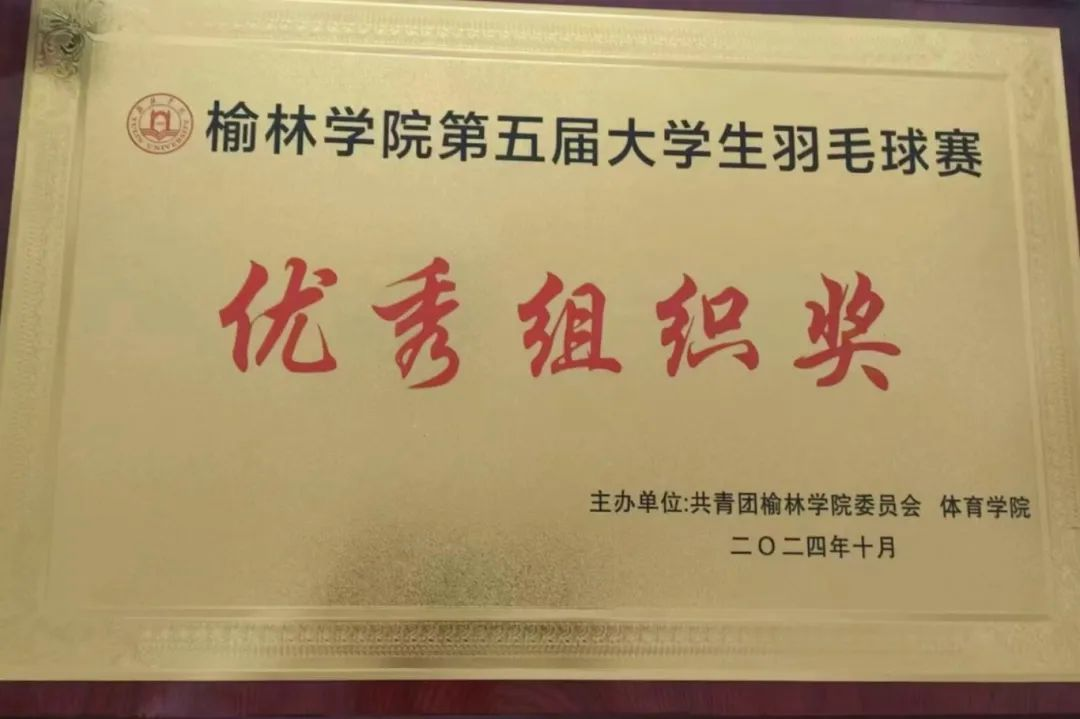 榆林学院第五届大学生羽毛球赛
优秀组织奖
主办单位:共青团榆林学院委员会 体育学院
二〇二四年十月
YULIN UNIVERSITY